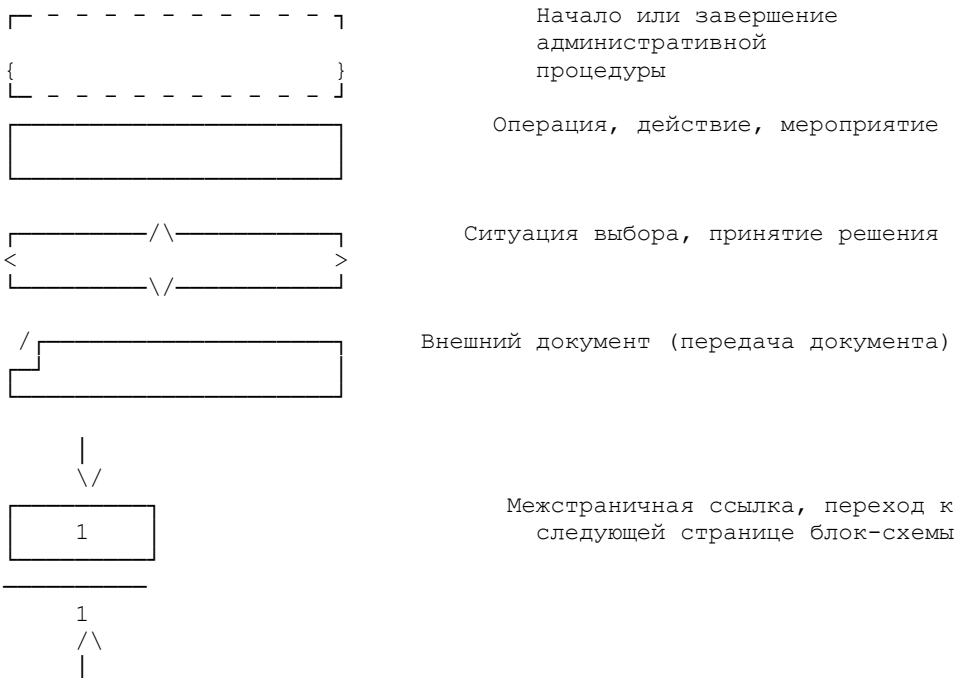 Начало или завершение
административной
процедуры
Операция, действие, мероприятие
Ситуация выбора, принятие решения
Внешний документ (передача документа)
Межстраничная ссылка, переход к
1
следующей странице блок-схемы
1